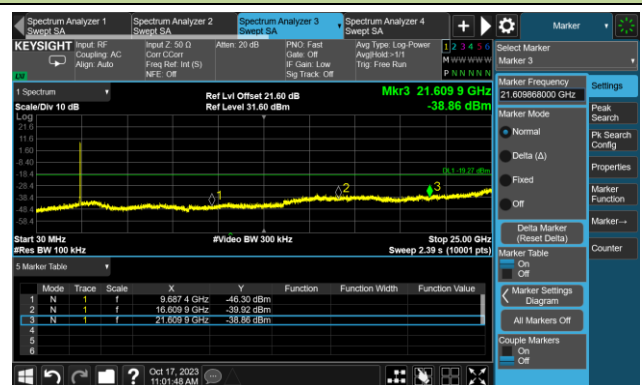 Spectrum Analyzer 1
Swept SA
Spectrum Analyzer 2
Swept SA
Spectrum Analyzer 3
Swept SA
Spectrum Analyzer 4
Swept SA
Marker
KEYSIGHT
Input: RF
Coupling: AC
Align: Auto
Input Z: 50 Ω
Corr CCorr
Freq Ref: Int (S)
NFE: Off
Atten: 20 dB
PNO: Fast
Gate: Off
IF Gain: Low
Sig Track: Off
Avg Type: Log-Power
Avg|Hold:>1/1
Trig: Free Run
1 2 3 4 5 6
M W W W W W
P N N N N N
Select Marker
Marker 3
LW
1 Spectrum
Scale/Div 10 dB
Ref Lvl Offset 21.60 dB
Ref Level 31.60 dBm
Mkr3 21.609 9 GHz
-38.86 dBm
Log
21.6
11.6
1.60
-8.40
-18.4
-28.4
-38.4
-48.4
-58.4
DL1 -19.27 dBm
1
2
3
Start 30 MHz
#Res BW 100 kHz
#Video BW 300 kHz
Stop 25.00 GHz
Sweep 2.39 s (10001 pts)
5 Marker Table
Mode Trace Scale X Y Function Function Width Function Value
1 N 1 f 9.687 4 GHz -46.30 dBm
2 N 1 f 16.609 9 GHz -39.92 dBm
3 N 1 f 21.609 9 GHz -38.86 dBm
4
5
6
Marker Frequency
21.609868000 GHz
Marker Mode
Normal
Delta (Δ)
Fixed
Off
Delta Marker
(Reset Delta)
Marker Table
On
Off
Marker Settings
Diagram
All Markers Off
Couple Markers
On
Off
Settings
Peak
Search
Pk Search
Config
Properties
Marker
Function
Marker→
Counter
?
Oct 17, 2023
11:01:48 AM